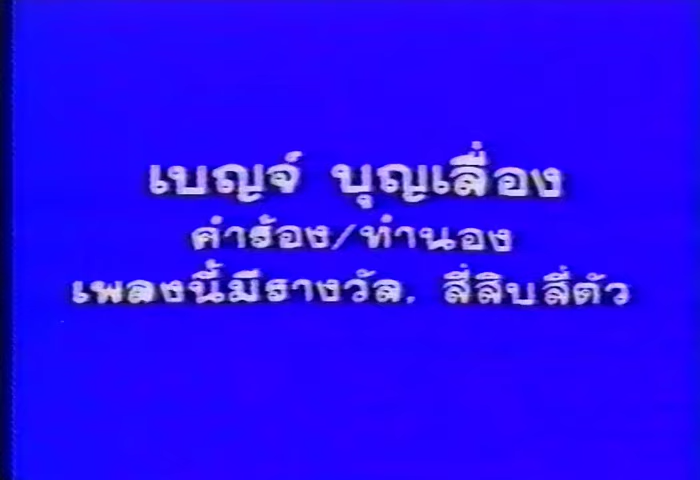 เบญจ์ บุญเลื่อง
คำร้อง/ทำนอง
เพลงนี้มีรางวัล, สี่สิบสี่ตัว